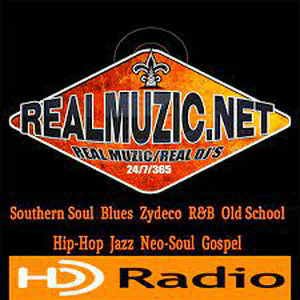 REALMUZIC.NET
REAL MUZIC/REAL DJ'S
24/7/365
Southern Soul Blues Zydeco R&B Old School
Hip-Hop Jazz Neo-Soul Gospel
HD Radio